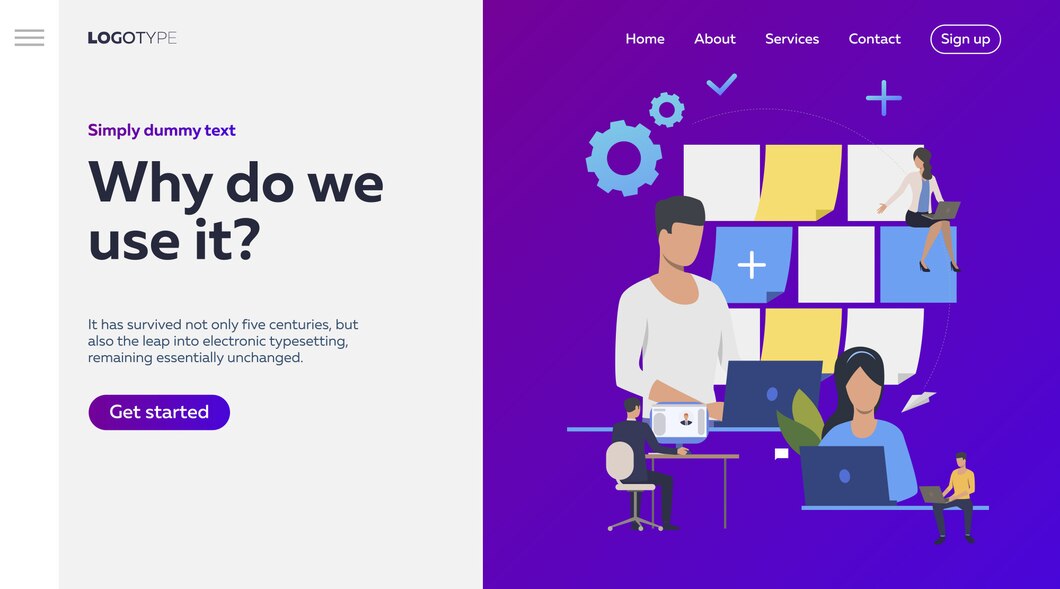 LOGOTYPE
Home
About
Services
Contact
Sign up
Simply dummy text
Why do we
use it?
It has survived not only five centuries, but
also the leap into electronic typesetting,
remaining essentially unchanged.
Get started